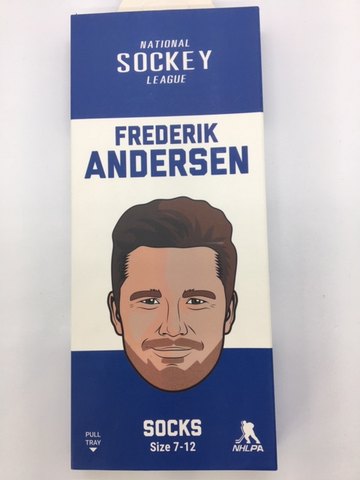 NATIONAL
SOCKEY
LEAGUE
FREDERIK
ANDERSEN
SOCKS
Size 7-12
PULL
TRAY
NHLPA